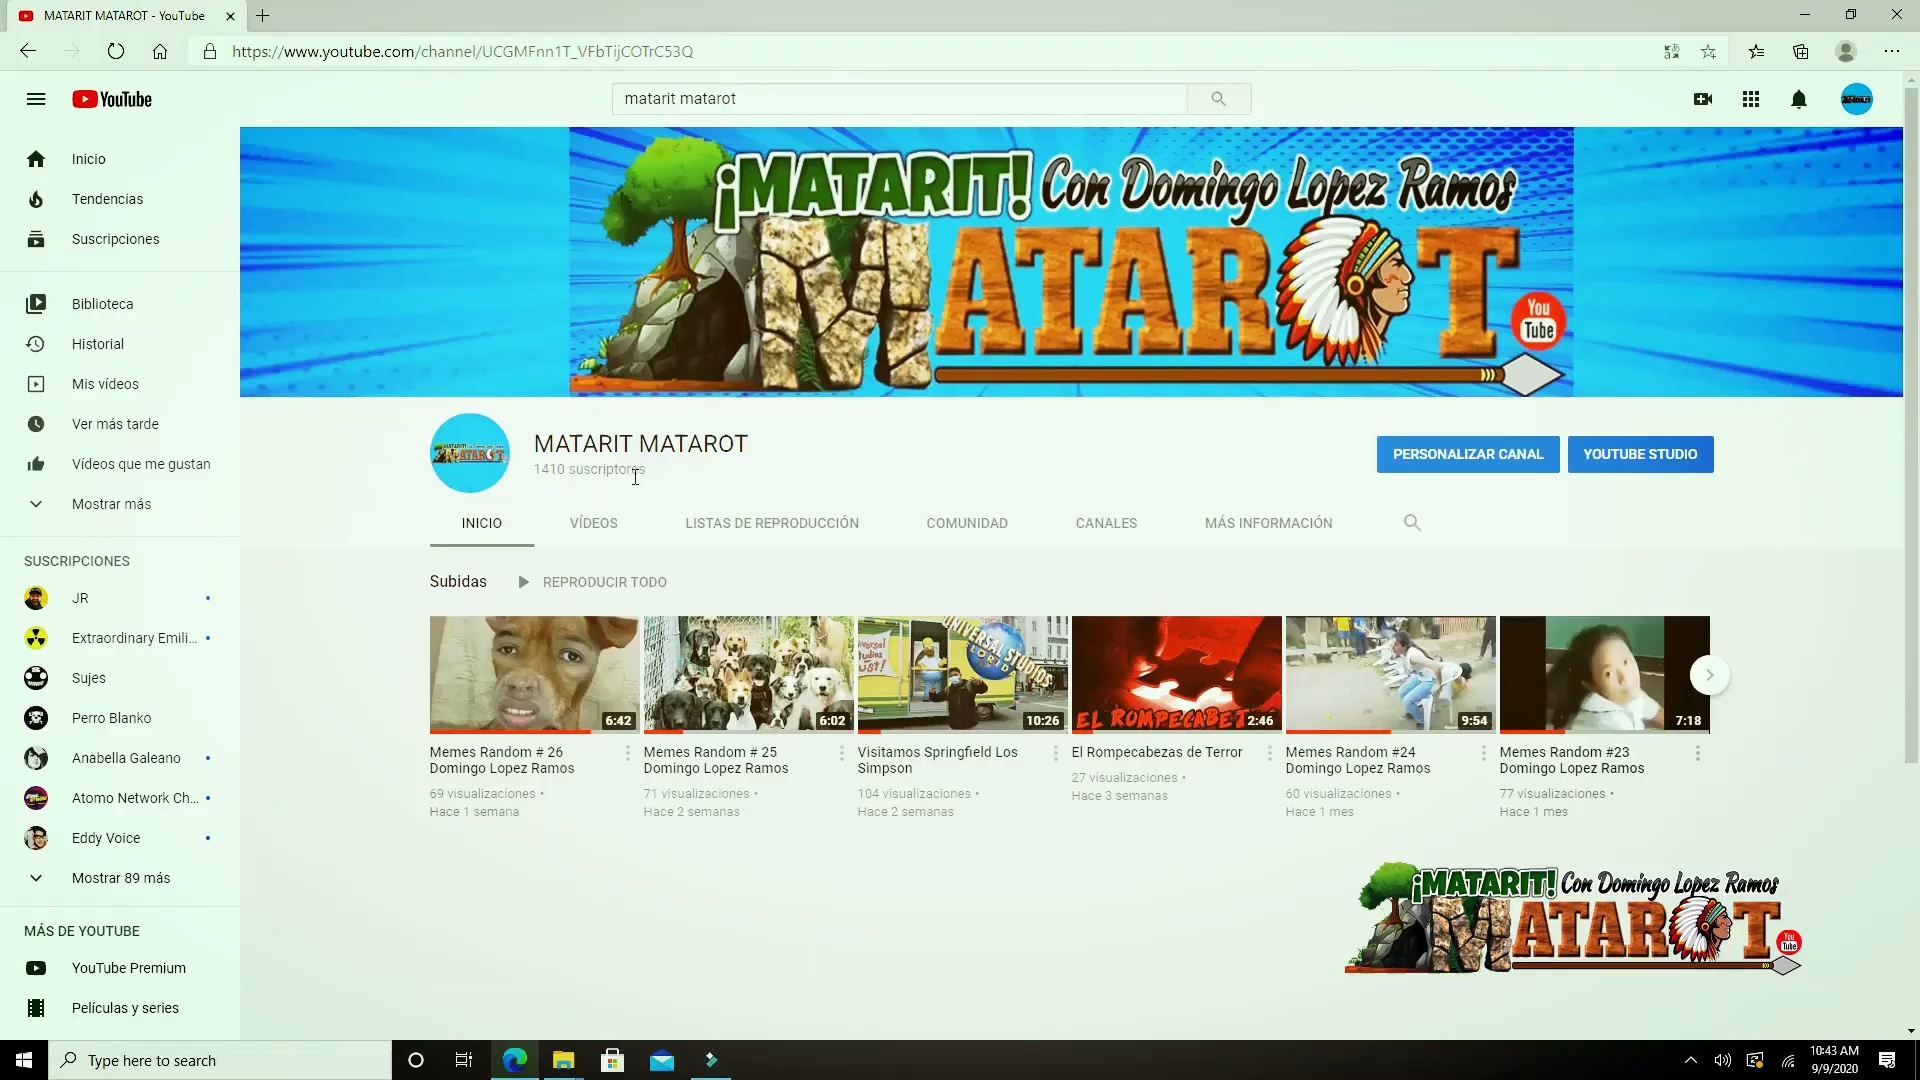 MATARIT MATAROT - YouTube
https://www.youtube.com/channel/UCGMFnn1T_VFbTijCOTrC53Q
YouTube
matarit matarot
Inicio
Tendencias
Suscripciones
Biblioteca
Historial
Mis vídeos
Ver más tarde
Vídeos que me gustan
Mostrar más
SUSCRIPCIONES
JR
Extraordinary Emili...
Sujes
Perro Blanko
Anabella Galeano
Atomo Network Ch...
Eddy Voice
Mostrar 89 más
MÁS DE YOUTUBE
YouTube Premium
Películas y series
¡MATARIT! Con Domingo Lopez Ramos
MATAROT
You
Tube
MATARIT MATAROT
1410 suscriptores
PERSONALIZAR CANAL
YOUTUBE STUDIO
INICIO VÍDEOS LISTAS DE REPRODUCCIÓN COMUNIDAD CANALES MÁS INFORMACIÓN
Subidas REPRODUCIR TODO
6:42
Memes Random # 26
Domingo Lopez Ramos
69 visualizaciones •
Hace 1 semana
6:02
Memes Random # 25
Domingo Lopez Ramos
71 visualizaciones •
Hace 2 semanas
UNIVERSAL STUDIOS
10:26
Visitamos Springfield Los
Simpson
104 visualizaciones •
Hace 2 semanas
EL ROMPECABEZ
2:46
El Rompecabezas de Terror
27 visualizaciones •
Hace 3 semanas
9:54
Memes Random #24
Domingo Lopez Ramos
60 visualizaciones •
Hace 1 mes
7:18
Memes Random #23
Domingo Lopez Ramos
77 visualizaciones •
Hace 1 mes
¡MATARIT! Con Domingo Lopez Ramos
MATAROT
You
Tube
Type here to search
10:43 AM
9/9/2020